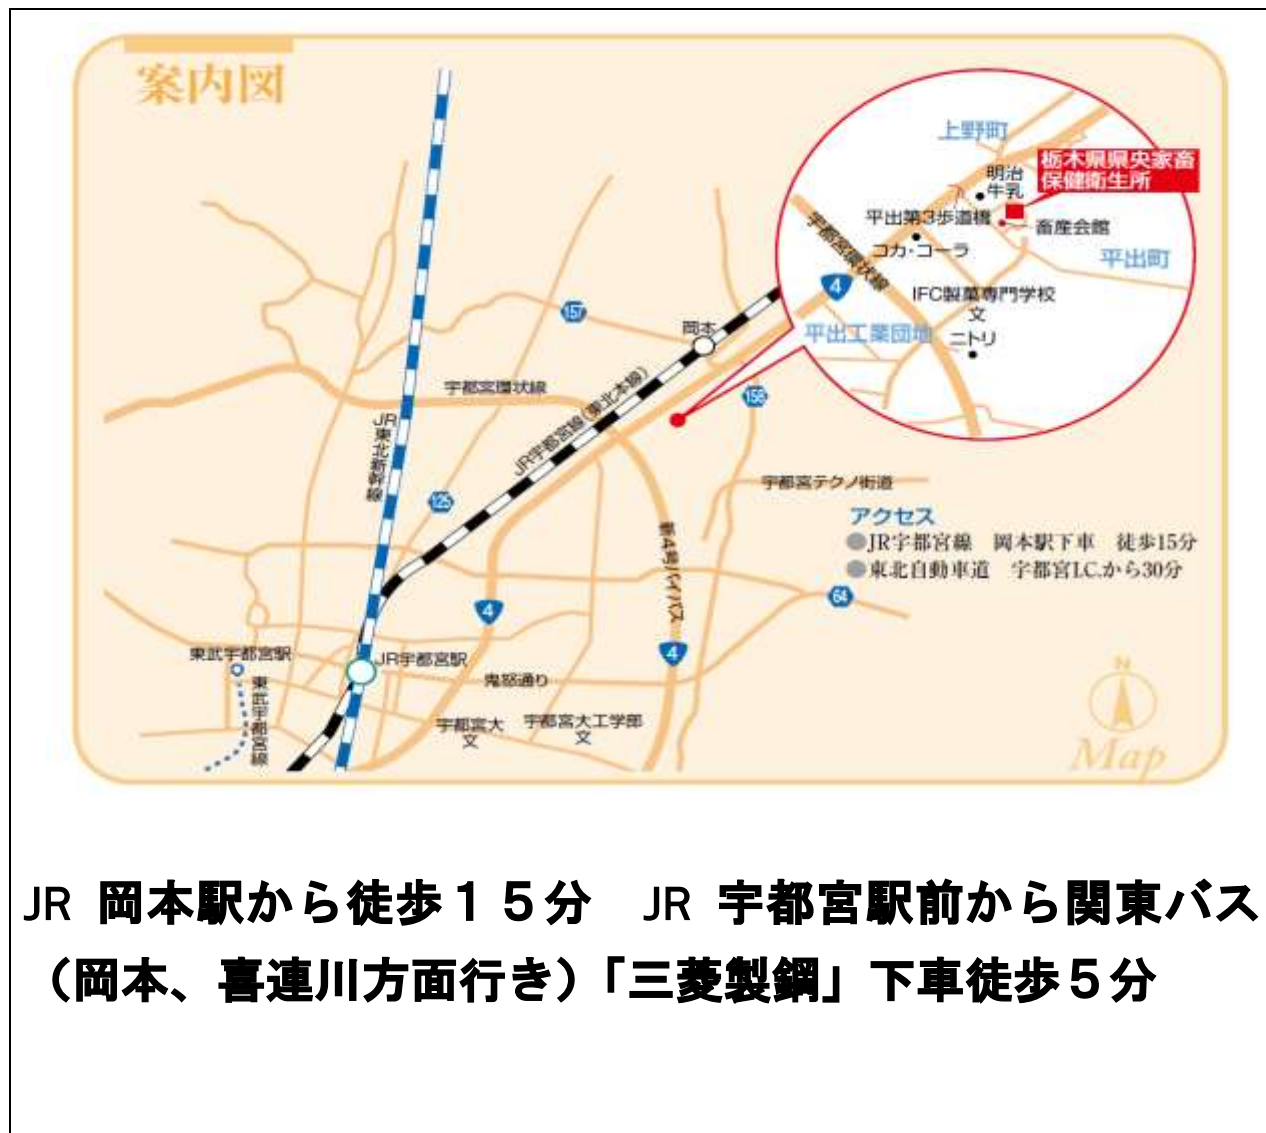 案内図
上野町
栃木県県央家畜
保健衛生所
明治
牛乳
平出第3歩道橋
畜産会館
コカ・コーラ
宇都宮環状線
平出町
4
IFC製菓専門学校
文
平出工業団地
ニトリ
157
岡本
宇都宮環状線
JR宇都宮線(東北本線)
JR東北新幹線
125
宇都宮テクノ街道
新4号バイパス
アクセス
●JR宇都宮線 岡本駅下車 徒歩15分
●東北自動車道 宇都宮I.C.から30分
64
4
4
東武宇都宮駅
JR宇都宮駅
鬼怒通り
東武宇都宮線
宇都宮大
文
宇都宮大工学部
文
N
Map
JR 岡本駅から徒歩１５分 JR 宇都宮駅前から関東バス
（岡本、喜連川方面行き）「三菱製鋼」下車徒歩５分